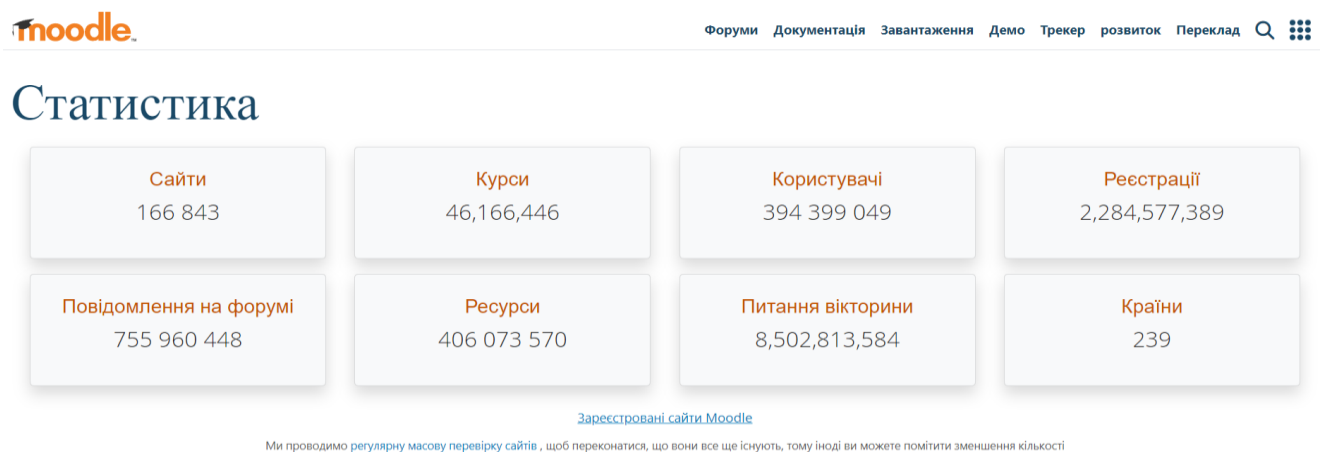 moodle™
Форуми Документація Завантаження Демо Трекер розвиток Переклад
Статистика
Сайти
166 843
Курси
46,166,446
Користувачі
394 399 049
Реєстрації
2,284,577,389
Повідомлення на форумі
755 960 448
Ресурси
406 073 570
Питання вікторини
8,502,813,584
Країни
239
Зареєстровані сайти Moodle
Ми проводимо регулярну масову перевірку сайтів , щоб переконатися, що вони все ще існують, тому іноді ви можете помітити зменшення кількості